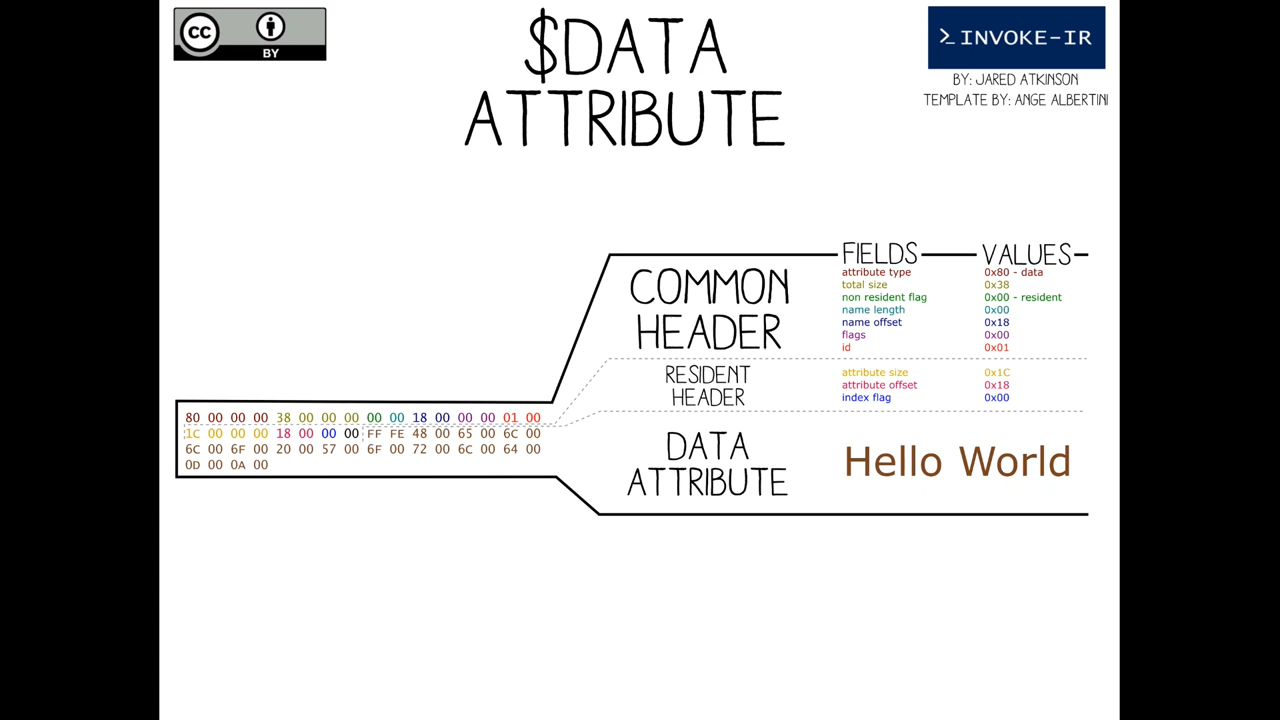 cc
BY
$DATA
ATTRIBUTE
>_INVOKE-IR
BY: JARED ATKINSON
TEMPLATE BY: ANGE ALBERTINI
FIELDS VALUES
COMMON
HEADER
attribute type 0x80 - data
total size 0x38
non resident flag 0x00 - resident
name length 0x00
name offset 0x18
flags 0x00
id 0x01
RESIDENT
HEADER
attribute size 0x1C
attribute offset 0x18
index flag 0x00
80 00 00 00 38 00 00 00 00 00 18 00 00 00 01 00
1C 00 00 00 18 00 00 00 FF FE 48 00 65 00 6C 00
6C 00 6F 00 20 00 57 00 6F 00 72 00 6C 00 64 00
0D 00 0A 00
DATA
ATTRIBUTE
Hello World